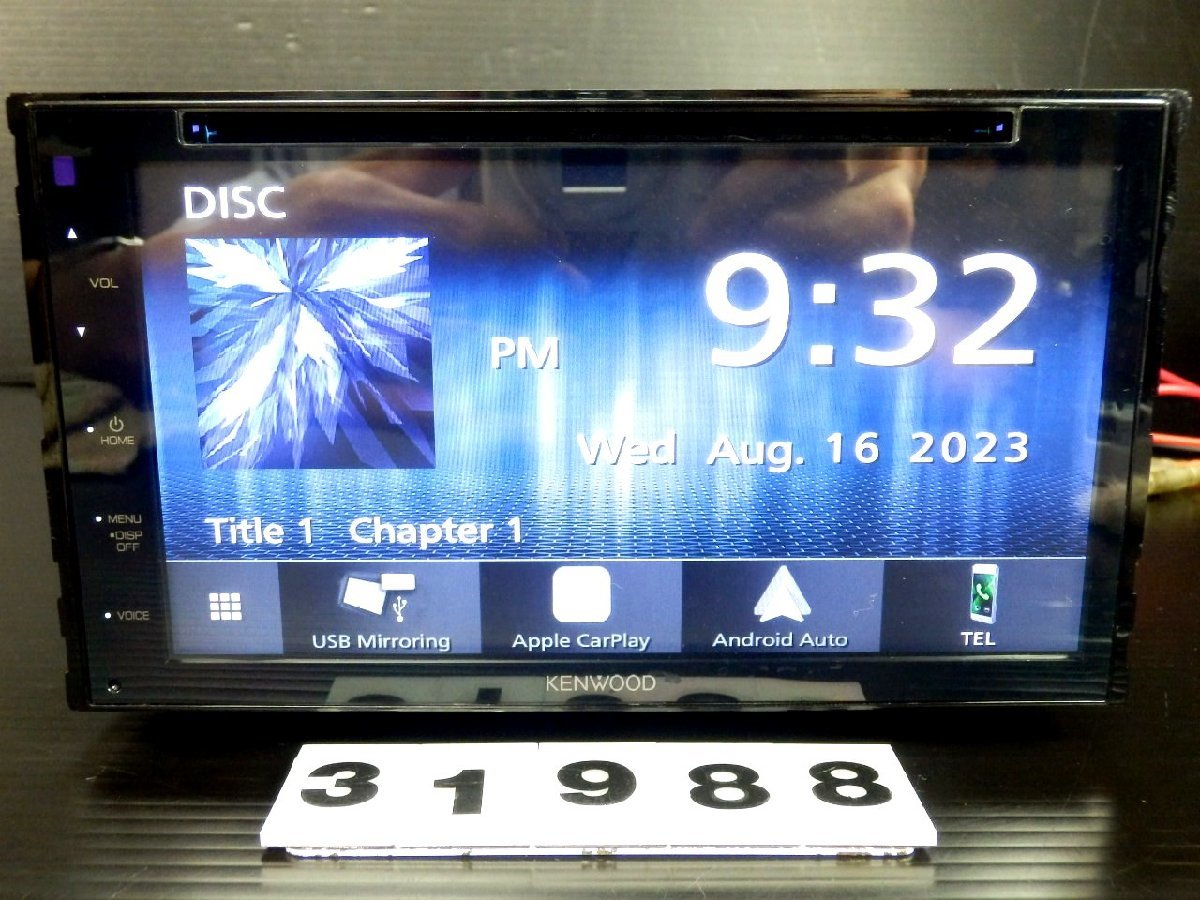 DISC
VOL
PM
9:32
HOME
Wed Aug. 16 2023
MENU
•DISP
OFF
Title 1 Chapter 1
VOICE
USB Mirroring
Apple CarPlay
Android Auto
TEL
KENWOOD
31988